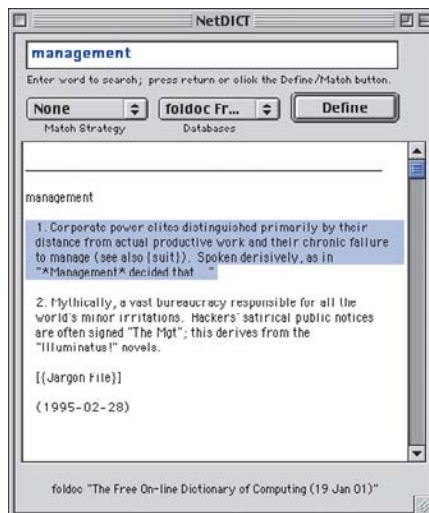 NetDICT
management
Enter word to search; press return or click the Define/Match button.
None foldoc Fr... Define
Match Strategy Databases
management
1. Corporate power elites distinguished primarily by their
distance from actual productive work and their chronic failure
to manage (see also {suit}). Spoken derisively, as in
"*Management* decided that ..."
2. Mythically, a vast bureaucracy responsible for all the
world's minor irritations. Hackers' satirical public notices
are often signed "The Mgt"; this derives from the
"Illuminatus!" novels.
[{Jargon File}]
(1995-02-28)
foldoc "The Free On-line Dictionary of Computing (19 Jan 01)"